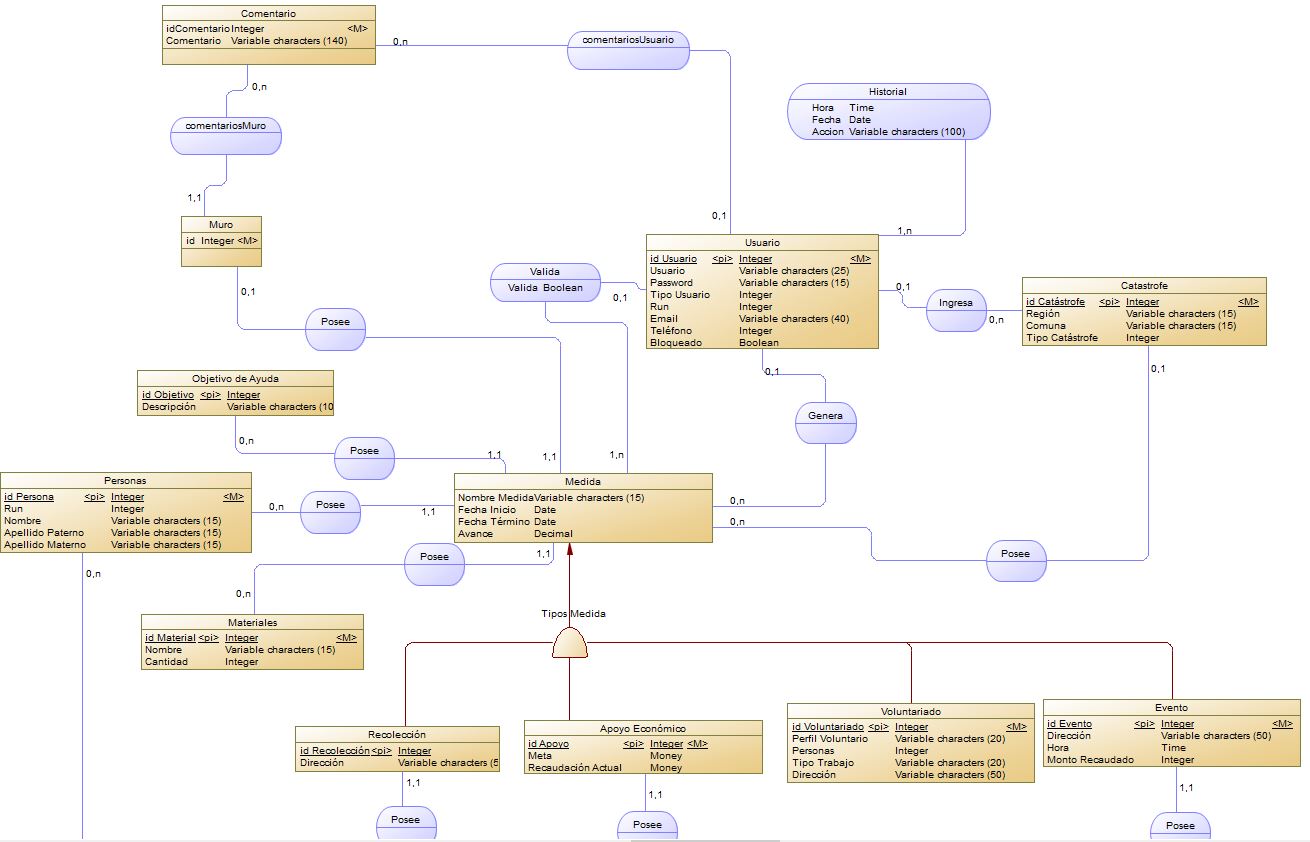 Comentario
idComentario Integer <M>
Comentario Variable characters (140)
0,n
comentariosUsuario
0,n
comentariosMuro
Historial
Hora Time
Fecha Date
Accion Variable characters (100)
1,1
0,1
1,n
Muro
id Integer <M>
Usuario
id Usuario <pi> Integer <M>
Usuario Variable characters (25)
Password Variable characters (15)
Tipo Usuario Integer
Run Integer
Email Variable characters (40)
Teléfono Integer
Bloqueado Boolean
Valida
Valida Boolean
0,1
0,1
Ingresa
0,n
Catastrofe
id Catástrofe <pi> Integer <M>
Región Variable characters (15)
Comuna Variable characters (15)
Tipo Catástrofe Integer
0,1
Posee
0,1
0,1
Objetivo de Ayuda
id Objetivo <pi> Integer
Descripción Variable characters (10
Genera
0,n
Posee
1,1
1,1
1,n
Personas
id Persona <pi> Integer <M>
Run Integer
Nombre Variable characters (15)
Apellido Paterno Variable characters (15)
Apellido Materno Variable characters (15)
0,n
Posee
1,1
Medida
Nombre Medida Variable characters (15)
Fecha Inicio Date
Fecha Término Date
Avance Decimal
0,n
0,n
Posee
0,n
Posee
1,1
0,n
Materiales
id Material <pi> Integer <M>
Nombre Variable characters (15)
Cantidad Integer
Tipos Medida
Recolección
id Recolección <pi> Integer
Dirección Variable characters (5
1,1
Posee
Apoyo Económico
id Apoyo <pi> Integer <M>
Meta Money
Recaudación Actual Money
1,1
Posee
Voluntariado
id Voluntariado <pi> Integer <M>
Perfil Voluntario Variable characters (20)
Personas Integer
Tipo Trabajo Variable characters (20)
Dirección Variable characters (50)
Evento
id Evento <pi> Integer <M>
Dirección Variable characters (50)
Hora Time
Monto Recaudado Integer
1,1
Posee